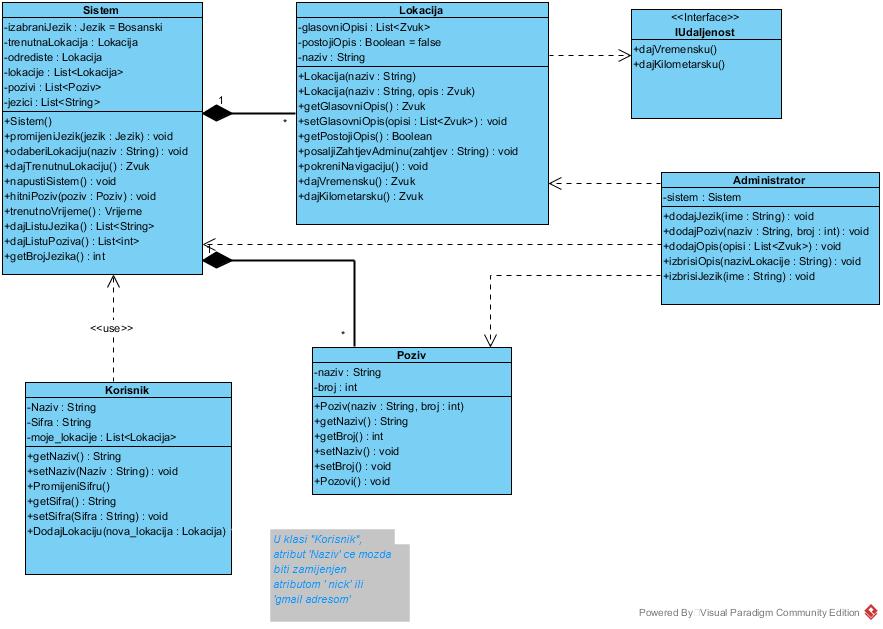 Sistem
-izabraniJezik : Jezik = Bosanski
-trenutnaLokacija : Lokacija
-odrediste : Lokacija
-lokacije : List<Lokacija>
-pozivi : List<Poziv>
-jezici : List<String>
+Sistem()
+promijeniJezik(jezik : Jezik) : void
+odaberiLokaciju(naziv : String) : void
+dajTrenutnuLokaciju() : Zvuk
+napustiSistem() : void
+hitniPoziv(poziv : Poziv) : void
+trenutnoVrijeme() : Vrijeme
+dajListuJezika() : List<String>
+dajListuPoziva() : List<int>
+getBrojJezika() : int
1
*
Lokacija
-glasovniOpisi : List<Zvuk>
-postojiOpis : Boolean = false
-naziv : String
+Lokacija(naziv : String)
+Lokacija(naziv : String, opis : Zvuk)
+getGlasovniOpis() : Zvuk
+setGlasovniOpis(opisi : List<Zvuk>) : void
+getPostojiOpis() : Boolean
+posaljiZahtjevAdminu(zahtjev : String) : void
+pokreniNavigaciju() : void
+dajVremensku() : Zvuk
+dajKilometarsku() : Zvuk
<<Interface>>
IUdaljenost
+dajVremensku()
+dajKilometarsku()
Administrator
-sistem : Sistem
+dodajJezik(ime : String) : void
+dodajPoziv(naziv : String, broj : int) : void
+dodajOpis(opisi : List<Zvuk>) : void
+izbrisiOpis(nazivLokacije : String) : void
+izbrisiJezik(ime : String) : void
1
*
<<use>>
Poziv
-naziv : String
-broj : int
+Poziv(naziv : String, broj : int)
+getNaziv() : String
+getBroj() : int
+setNaziv() : void
+setBroj() : void
+Pozovi() : void
Korisnik
-Naziv : String
-Sifra : String
-moje_lokacije : List<Lokacija>
+getNaziv() : String
+setNaziv(Naziv : String) : void
+PromijeniSifru()
+getSifra() : String
+setSifra(Sifra : String) : void
+DodajLokaciju(nova_lokacija : Lokacija)
U klasi "Korisnik",
atribut 'Naziv' ce mozda
biti zamijenjen
atributom ' nick' ili
'gmail adresom'
Powered By Visual Paradigm Community Edition